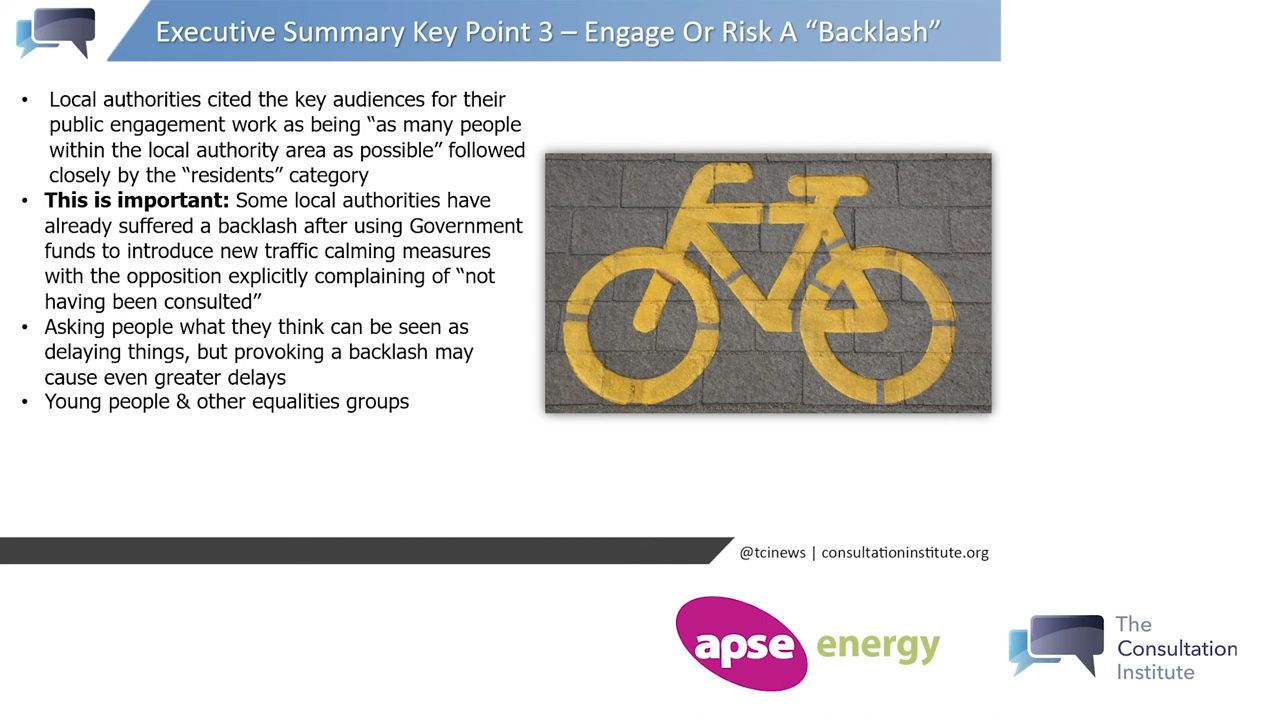 Executive Summary Key Point 3 – Engage Or Risk A “Backlash”
• Local authorities cited the key audiences for their
public engagement work as being “as many people
within the local authority area as possible” followed
closely by the “residents” category
• This is important: Some local authorities have
already suffered a backlash after using Government
funds to introduce new traffic calming measures
with the opposition explicitly complaining of “not
having been consulted”
• Asking people what they think can be seen as
delaying things, but provoking a backlash may
cause even greater delays
• Young people & other equalities groups
@tcinews | consultationinstitute.org
apse energy
The
Consultation
Institute